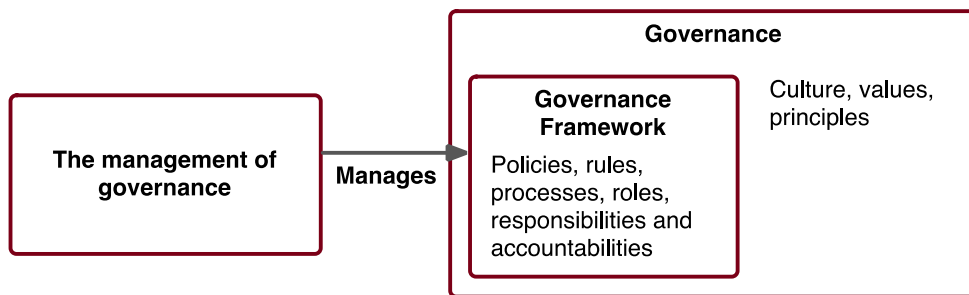 Governance
Governance
Framework
Policies, rules,
processes, roles,
responsibilities and
accountabilities
Culture, values,
principles
The management of
governance
Manages